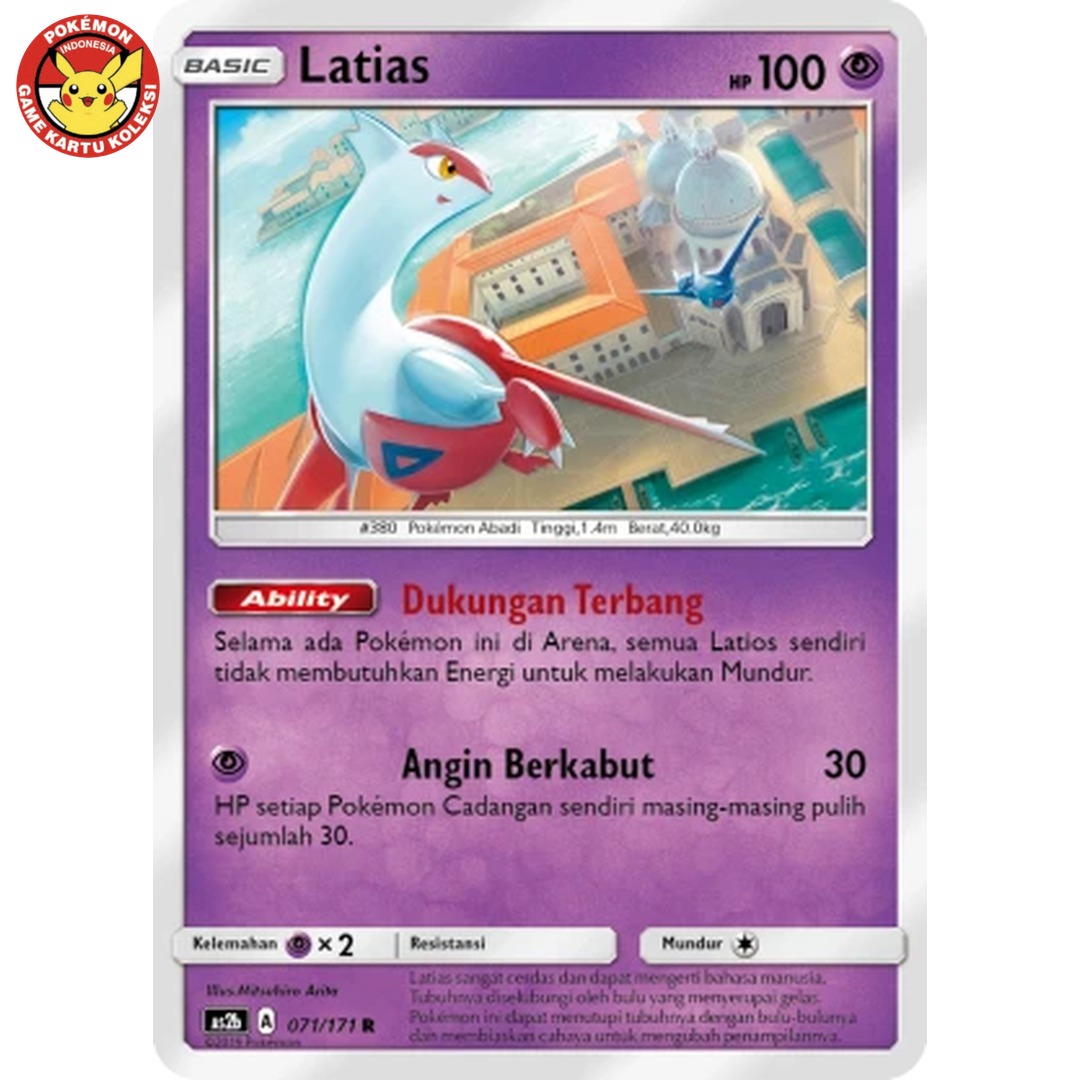 POKÉMON
INDONESIA
GAME KARTU KOLEKSI
BASIC Latias HP 100
#380 Pokémon Abadi Tinggi,1.4m Berat,40.0kg
Ability Dukungan Terbang
Selama ada Pokémon ini di Arena, semua Latios sendiri
tidak membutuhkan Energi untuk melakukan Mundur.
Angin Berkabut 30
HP setiap Pokémon Cadangan sendiri masing-masing pulih
sejumlah 30.
Kelemahan ×2 Resistansi Mundur
Illus.Mitsuhiro Arita
Latias sangat cerdas dan dapat mengerti bahasa manusia.
Tubuhnya diselubungi oleh bulu yang menyerupai gelas.
Pokémon ini dapat menutupi tubuhnya dengan bulu-bulunya
dan membiaskan cahaya untuk mengubah penampilannya.
as2b A 071/171 R
©2019 Pokémon